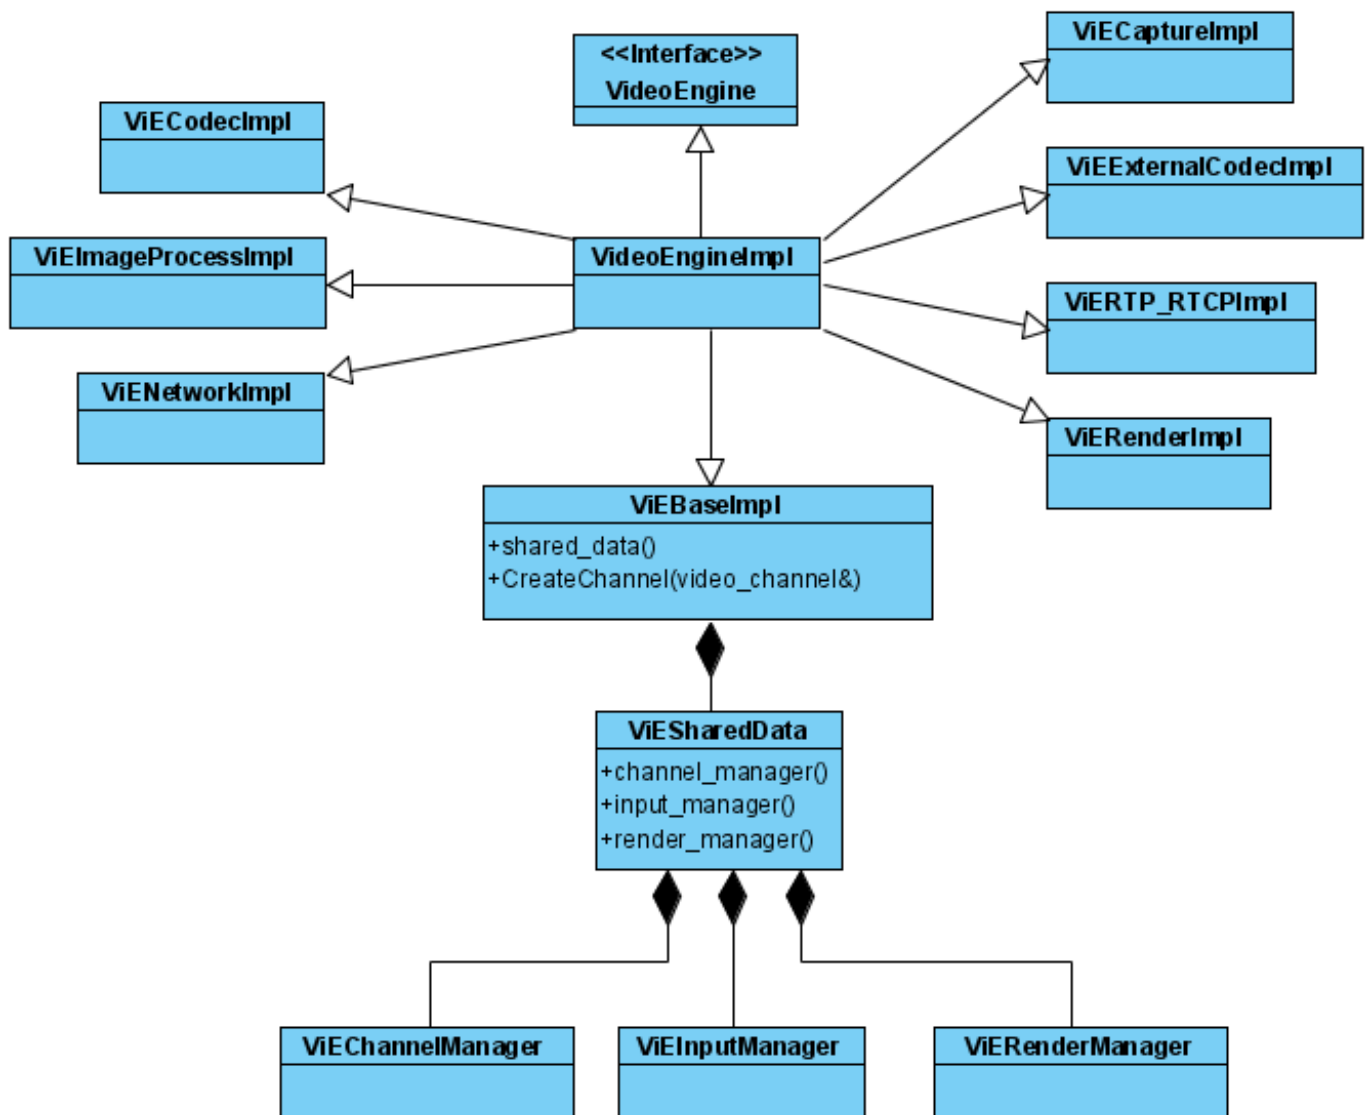 <<Interface>>
VideoEngine
ViECaptureImpl
ViECodecImpl
ViEExternalCodecImpl
ViEImageProcessImpl
VideoEngineImpl
ViERTP_RTCPImpl
ViENetworkImpl
ViERenderImpl
ViEBaseImpl
+shared_data()
+CreateChannel(video_channel&)
ViESharedData
+channel_manager()
+input_manager()
+render_manager()
ViEChannelManager
ViEInputManager
ViERenderManager